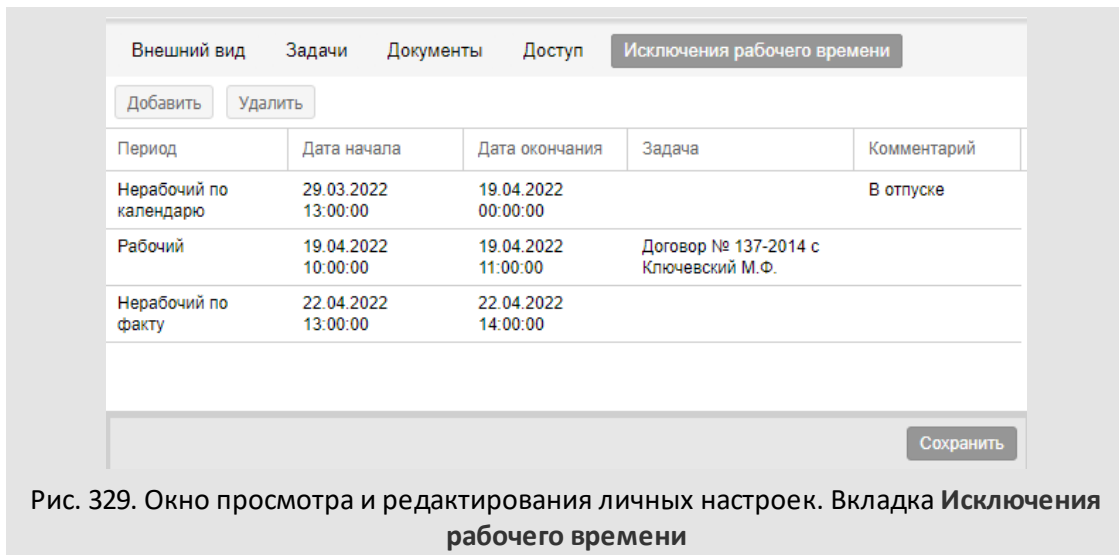 Внешний вид Задачи Документы Доступ Исключения рабочего времени
Добавить Удалить
Период Дата начала Дата окончания Задача Комментарий
Нерабочий по 29.03.2022 19.04.2022 В отпуске
календарю 13:00:00 00:00:00
Рабочий 19.04.2022 19.04.2022 Договор № 137-2014 с
10:00:00 11:00:00 Ключевский М.Ф.
Нерабочий по 22.04.2022 22.04.2022
факту 13:00:00 14:00:00
Сохранить
Рис. 329. Окно просмотра и редактирования личных настроек. Вкладка Исключения
рабочего времени